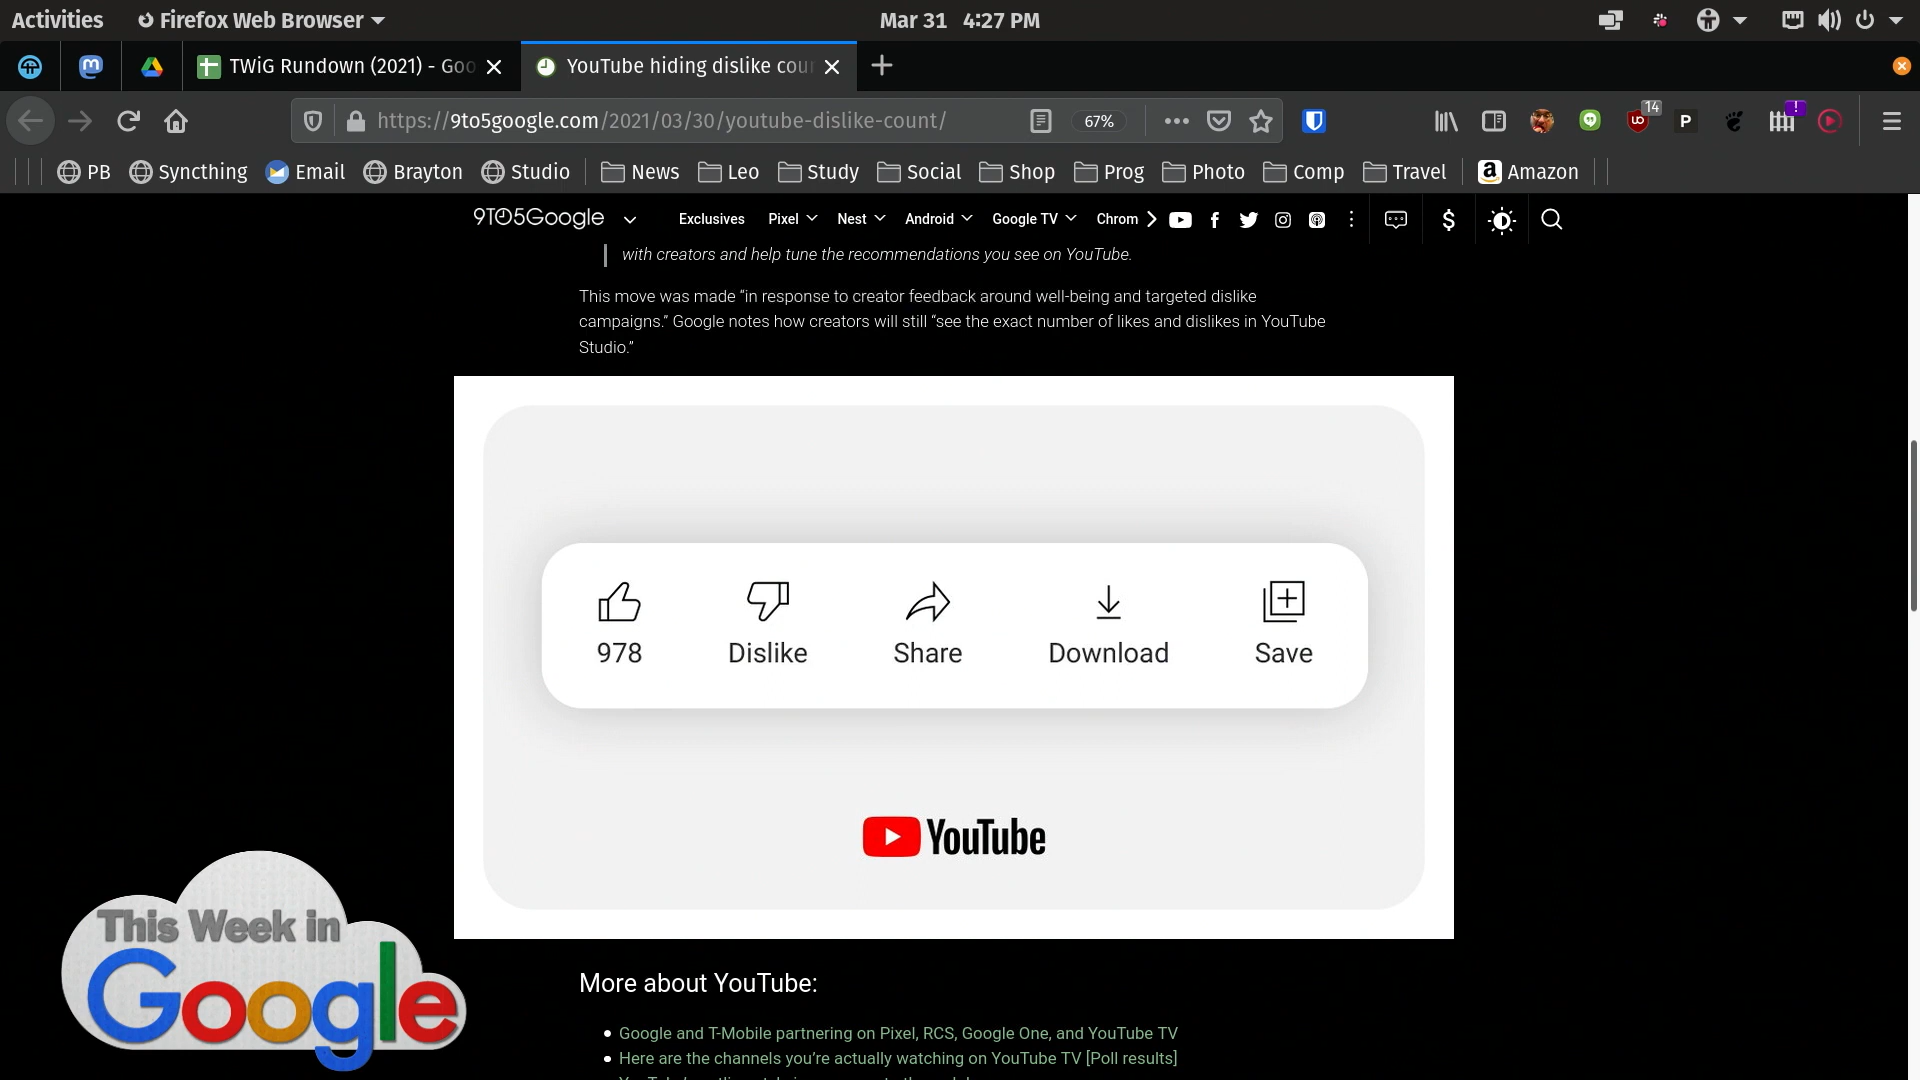 Activities Firefox Web Browser Mar 31 4:27 PM
TWiG Rundown (2021) - Goo YouTube hiding dislike cou
https://9to5google.com/2021/03/30/youtube-dislike-count/ 67% 14
PB Syncthing Email Brayton Studio News Leo Study Social Shop Prog Photo Comp Travel Amazon
9TO5Google Exclusives Pixel Nest Android Google TV Chrom
with creators and help tune the recommendations you see on YouTube.
This move was made “in response to creator feedback around well-being and targeted dislike
campaigns.” Google notes how creators will still “see the exact number of likes and dislikes in YouTube
Studio.”
978 Dislike Share Download Save
YouTube
This Week in
Google
More about YouTube:
Google and T-Mobile partnering on Pixel, RCS, Google One, and YouTube TV
Here are the channels you’re actually watching on YouTube TV [Poll results]